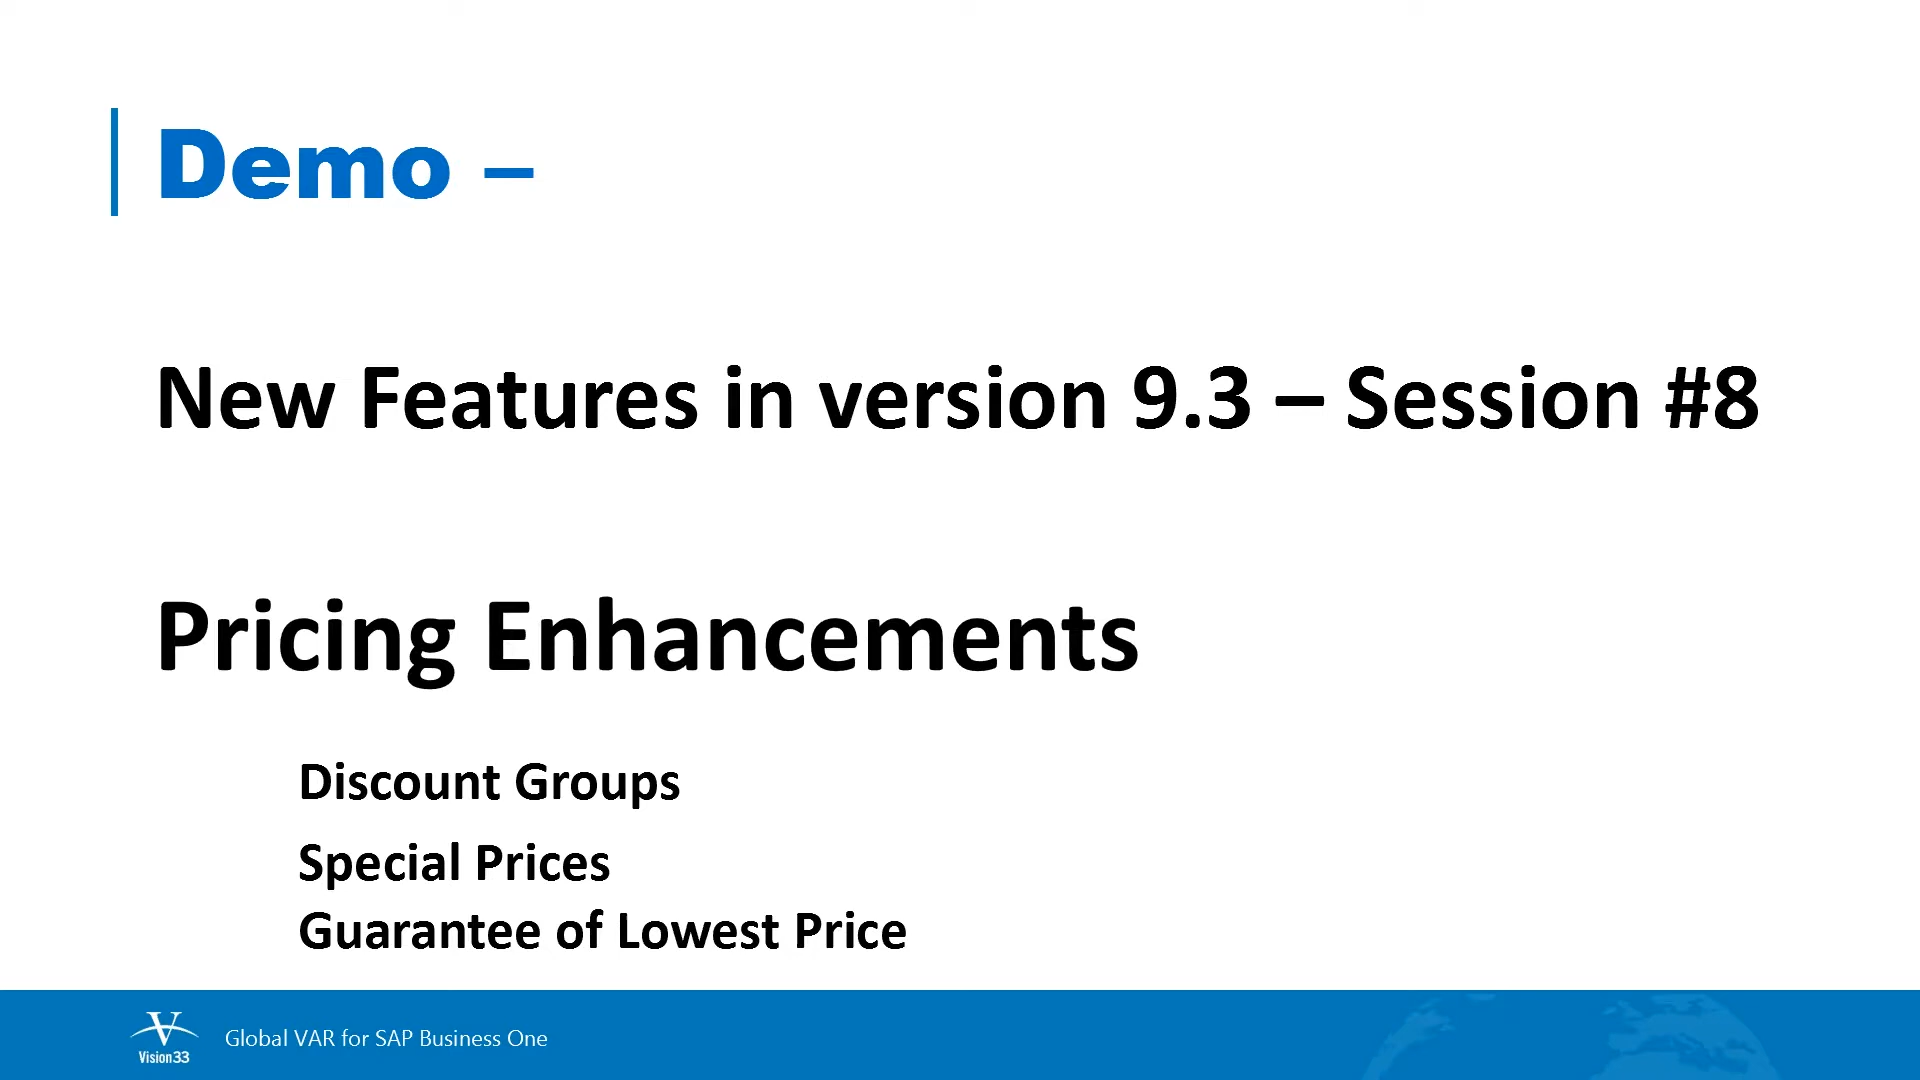 Demo –
New Features in version 9.3 – Session #8
Pricing Enhancements
Discount Groups
Special Prices
Guarantee of Lowest Price
V
Vision33
Global VAR for SAP Business One